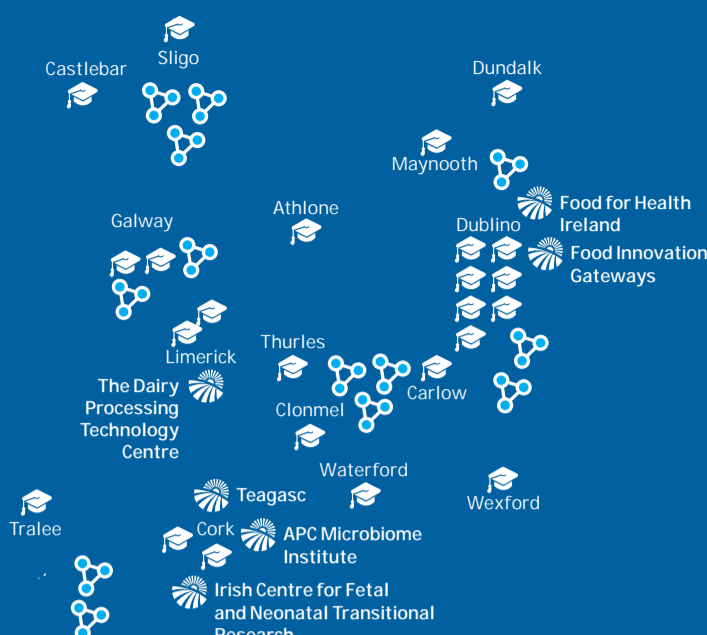 Sligo
Castlebar
Dundalk
Maynooth
Food for Health
Ireland
Athlone
Galway
Dublino
Food Innovation
Gateways
Thurles
Limerick
The Dairy
Processing
Technology
Centre
Carlow
Clonmel
Waterford
Teagasc
Wexford
Tralee
Cork
APC Microbiome
Institute
Irish Centre for Fetal
and Neonatal Transitional
Research